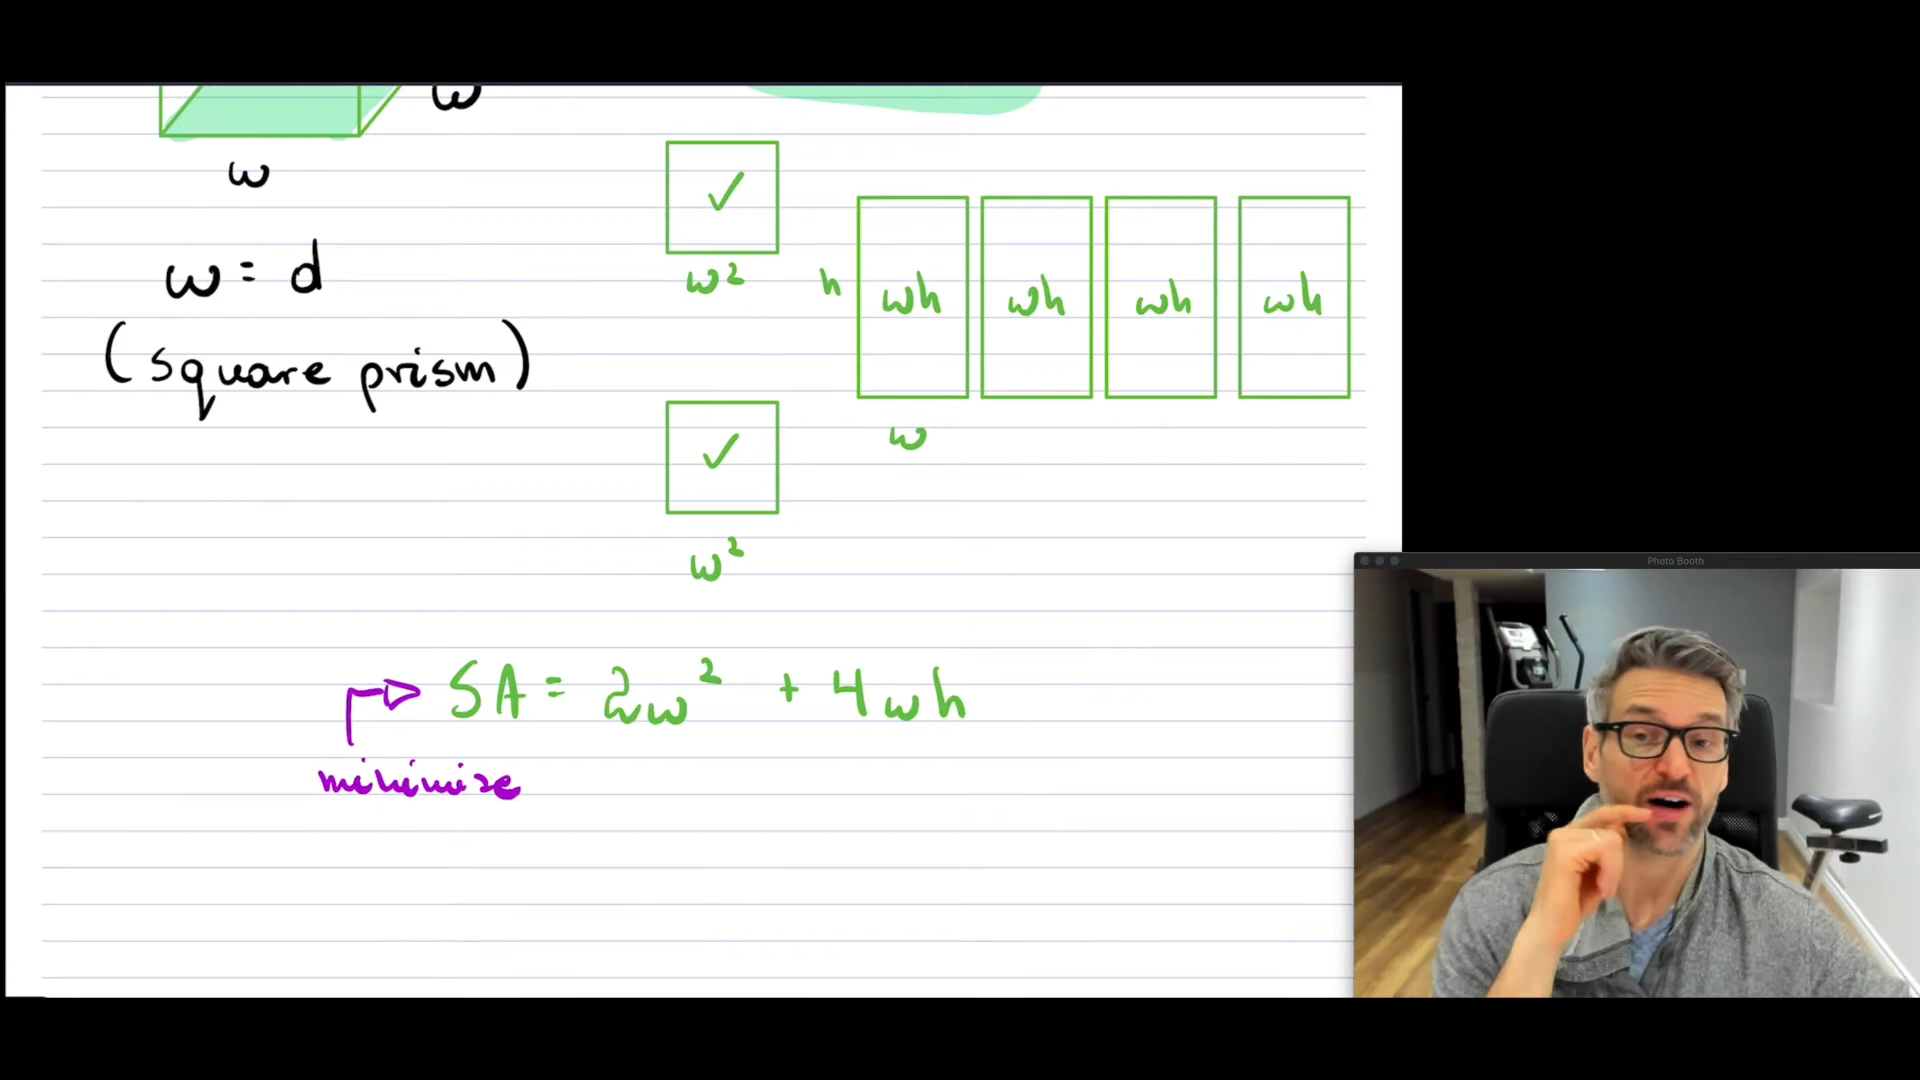 w
w
w = d
(square prism)
✓
w²
h
wh wh wh wh
w
✓
w²
SA = 2w² + 4wh
minimize
Photo Booth